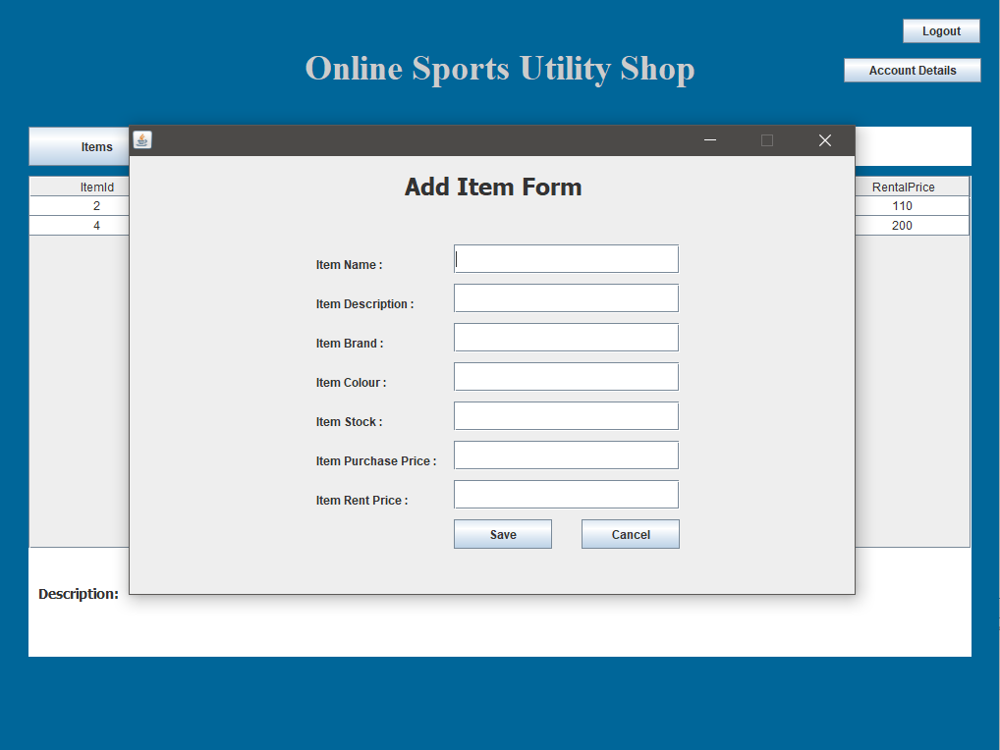 Logout
Online Sports Utility Shop
Account Details
Items
Add Item Form
ItemId
RentalPrice
2
110
4
200
Item Name :
Item Description :
Item Brand :
Item Colour :
Item Stock :
Item Purchase Price :
Item Rent Price :
Save
Cancel
Description: